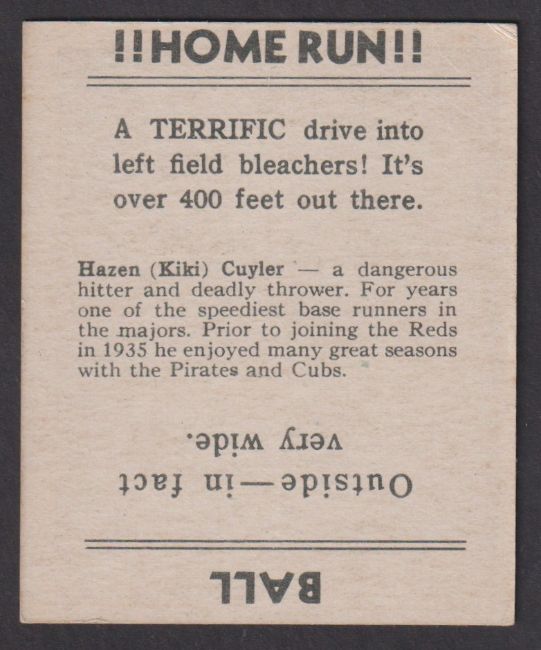 !!HOME RUN!!
A TERRIFIC drive into
left field bleachers! It's
over 400 feet out there.
Hazen (Kiki) Cuyler — a dangerous
hitter and deadly thrower. For years
one of the speediest base runners in
the majors. Prior to joining the Reds
in 1935 he enjoyed many great seasons
with the Pirates and Cubs.
BALL
Outside—in fact
very wide.